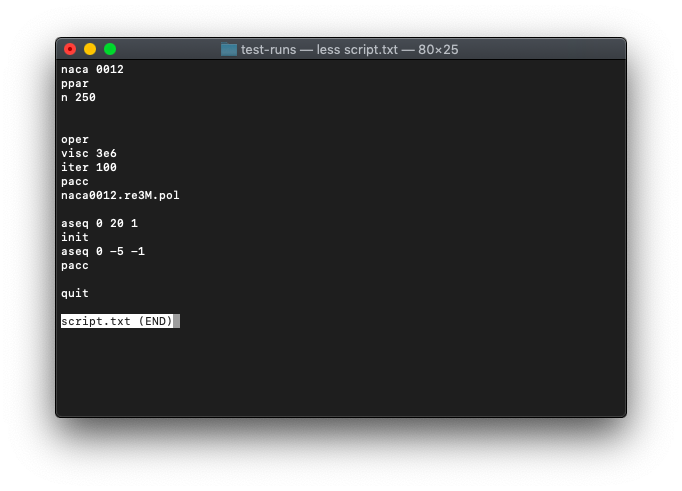 test-runs — less script.txt — 80×25
naca 0012
ppar
n 250
oper
visc 3e6
iter 100
pacc
naca0012.re3M.pol
aseq 0 20 1
init
aseq 0 -5 -1
pacc
quit
script.txt (END)